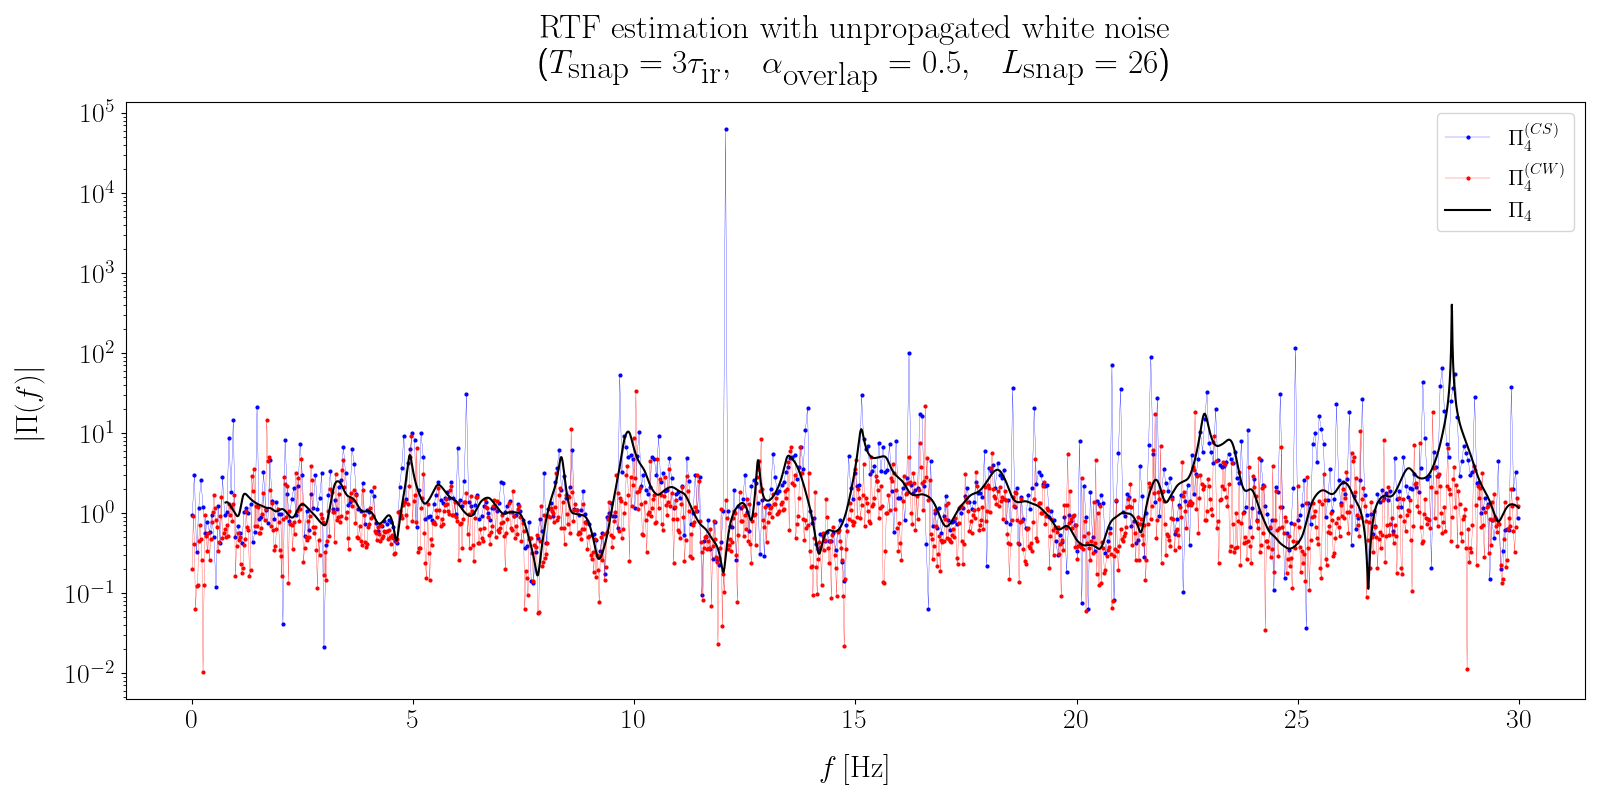 RTF estimation with unpropagated white noise
(T_snap = 3τ_ir, α_overlap = 0.5, L_snap = 26)
10^5
10^4
10^3
10^2
10^1
10^0
10^−1
10^−2
|Π(f)|
Π_4^(CS)
Π_4^(CW)
Π_4
0 5 10 15 20 25 30
f [Hz]